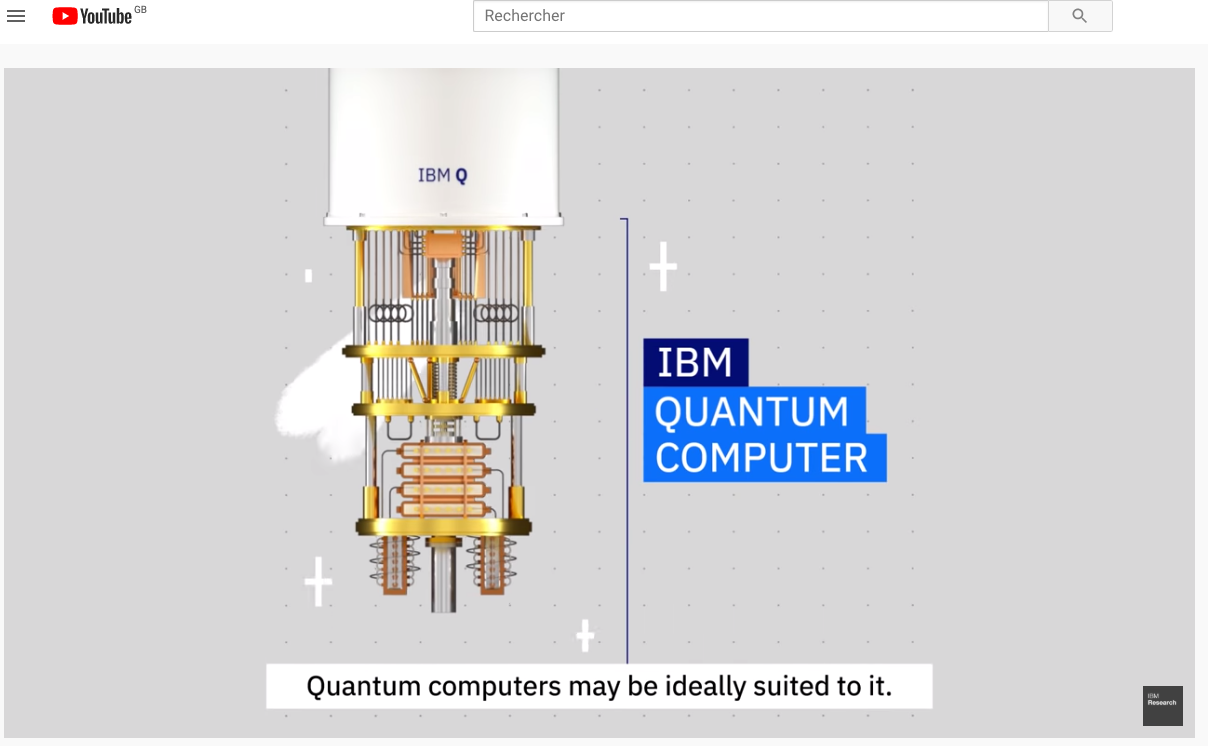 YouTube GB
Rechercher
IBM Q
IBM
QUANTUM
COMPUTER
Quantum computers may be ideally suited to it.
IBM
Research